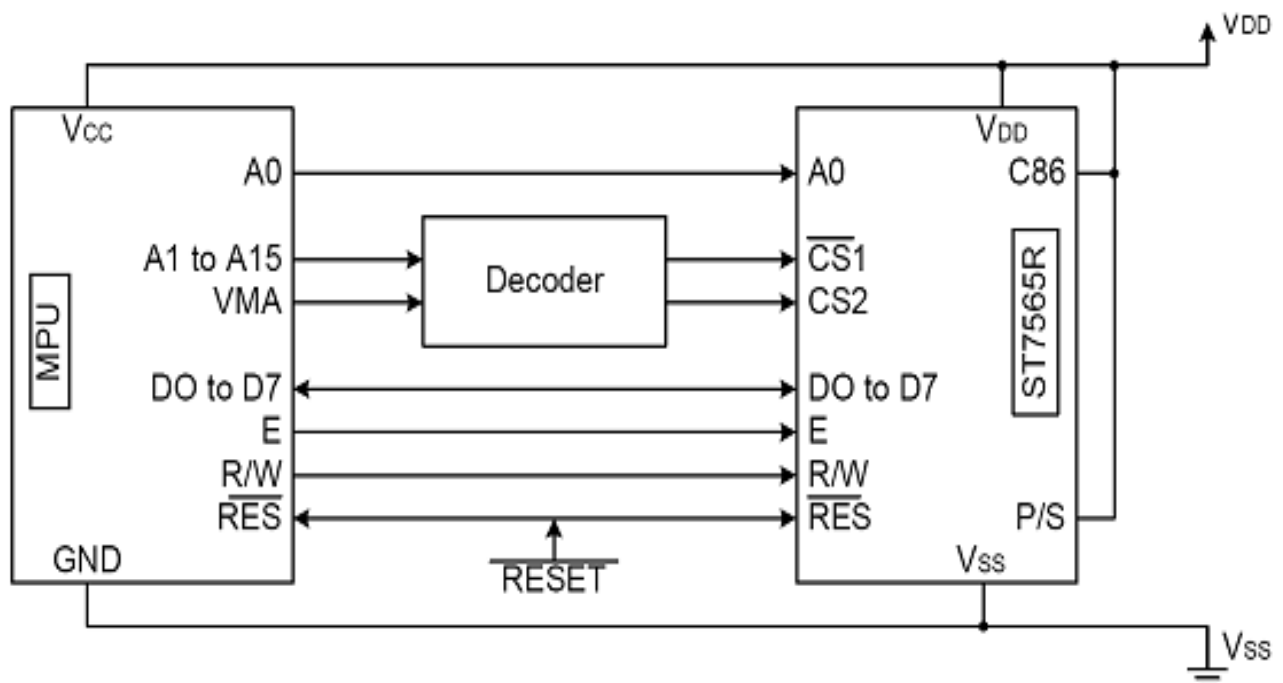 VDD
VCC
VDD
A0
A0
C86
A1 to A15
Decoder
CS1
VMA
CS2
MPU
ST7565R
DO to D7
DO to D7
E
E
R/W
R/W
RES
RES
P/S
GND
RESET
VSS
VSS